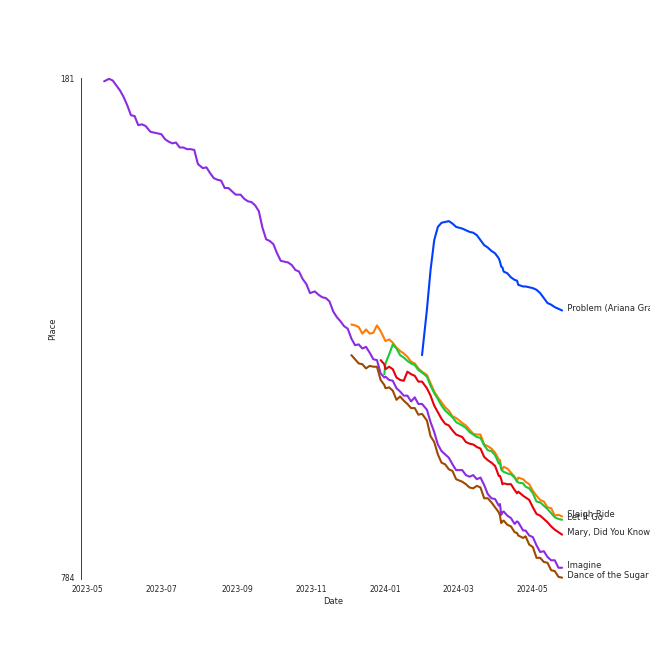 181
Place
Problem (Ariana Gra
Sleigh Ride
Let It Go
Mary, Did You Know
Imagine
Dance of the Sugar
784
2023-05
2023-07
2023-09
2023-11
2024-01
2024-03
2024-05
Date